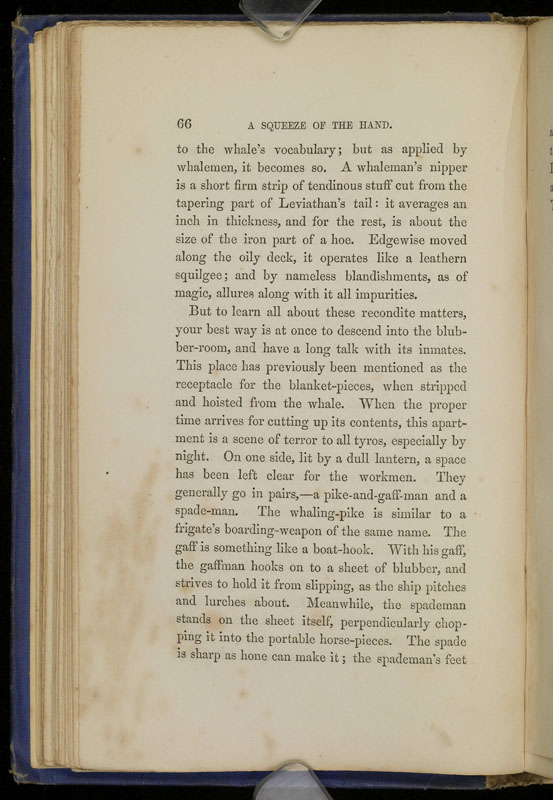 66 A SQUEEZE OF THE HAND.
to the whale's vocabulary; but as applied by
whalemen, it becomes so. A whaleman's nipper
is a short firm strip of tendinous stuff cut from the
tapering part of Leviathan's tail: it averages an
inch in thickness, and for the rest, is about the
size of the iron part of a hoe. Edgewise moved
along the oily deck, it operates like a leathern
squilgee; and by nameless blandishments, as of
magic, allures along with it all impurities.
But to learn all about these recondite matters,
your best way is at once to descend into the blub-
ber-room, and have a long talk with its inmates.
This place has previously been mentioned as the
receptacle for the blanket-pieces, when stripped
and hoisted from the whale. When the proper
time arrives for cutting up its contents, this apart-
ment is a scene of terror to all tyros, especially by
night. On one side, lit by a dull lantern, a space
has been left clear for the workmen. They
generally go in pairs,—a pike-and-gaff-man and a
spade-man. The whaling-pike is similar to a
frigate's boarding-weapon of the same name. The
gaff is something like a boat-hook. With his gaff,
the gaffman hooks on to a sheet of blubber, and
strives to hold it from slipping, as the ship pitches
and lurches about. Meanwhile, the spademan
stands on the sheet itself, perpendicularly chop-
ping it into the portable horse-pieces. The spade
is sharp as hone can make it; the spademan's feet